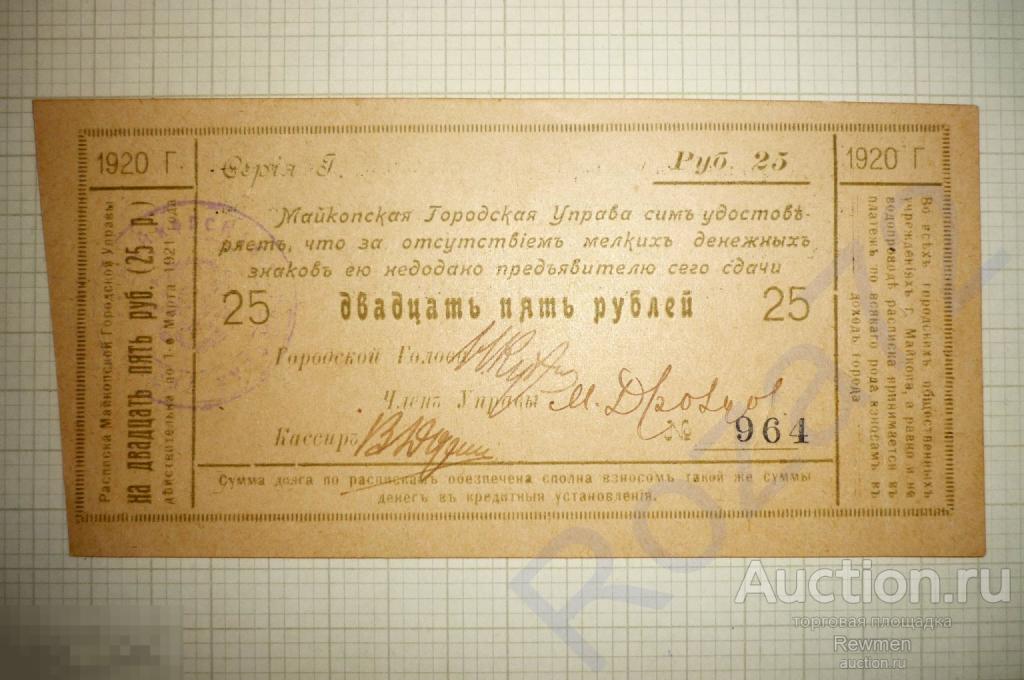 1920 Г.
Серія Г.
Руб. 25
1920 Г.
Расписка Майкопской Городской Управы
на двадцать пять руб. (25 р.)
Дѣйствительна по 1-е Марта 1921 года
Майкопская Городская Управа симъ удостовѣ-
ряетъ, что за отсутствіемъ мелкихъ денежныхъ
знаковъ ею недодано предъявителю сего сдачи
25 двадцать пять рублей 25
Городской Голова
Членъ Управы М. Дроздов
Кассиръ
№ 964
Сумма долга по распискамъ обезпечена сполна взносомъ такой же суммы
денегъ въ кредитныя установленія.
Во всѣхъ городскихъ общественныхъ
учрежденіяхъ г. Майкопа, а равно и на
водопроводѣ расписка принимается въ
платежъ по всякаго рода взносамъ въ
доходъ города
Roza72
Auction.ru
торговая площадка
Rewmen
auction.ru